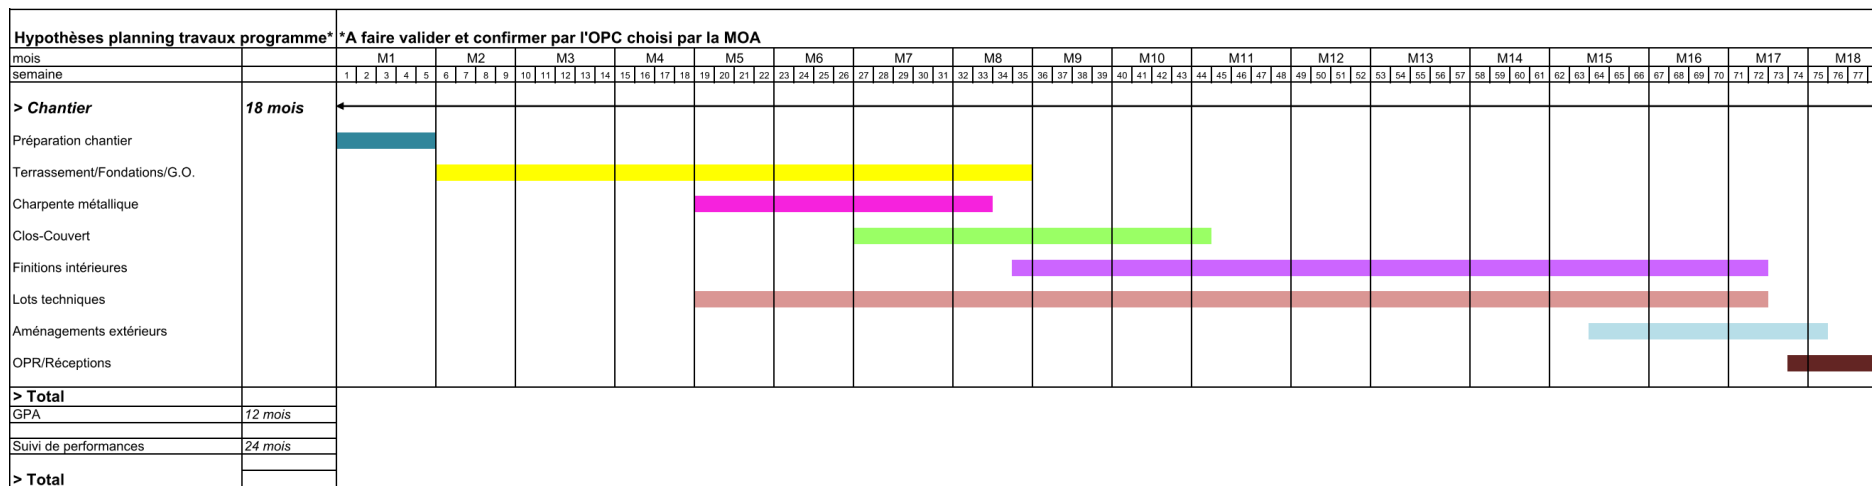 Hypothèses planning travaux programme* *A faire valider et confirmer par l'OPC choisi par la MOA
mois M1 M2 M3 M4 M5 M6 M7 M8 M9 M10 M11 M12 M13 M14 M15 M16 M17 M18
semaine 1 2 3 4 5 6 7 8 9 10 11 12 13 14 15 16 17 18 19 20 21 22 23 24 25 26 27 28 29 30 31 32 33 34 35 36 37 38 39 40 41 42 43 44 45 46 47 48 49 50 51 52 53 54 55 56 57 58 59 60 61 62 63 64 65 66 67 68 69 70 71 72 73 74 75 76 77
> Chantier 18 mois
Préparation chantier
Terrassement/Fondations/G.O.
Charpente métallique
Clos-Couvert
Finitions intérieures
Lots techniques
Aménagements extérieurs
OPR/Réceptions
> Total
GPA 12 mois
Suivi de performances 24 mois
> Total